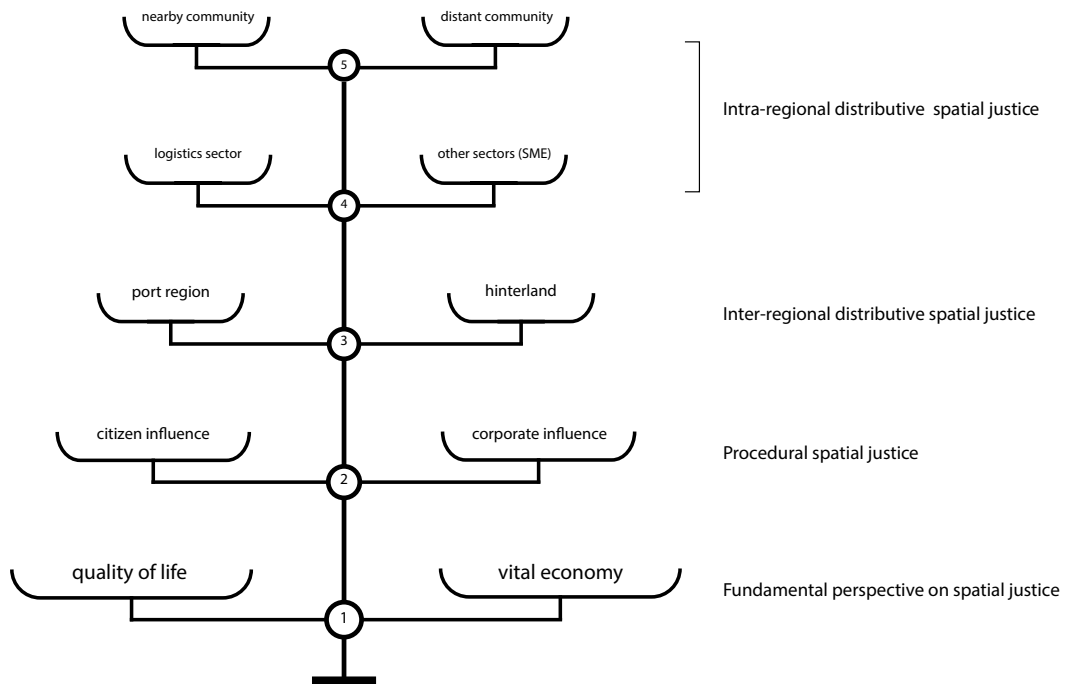 nearby community
distant community
5
Intra-regional distributive spatial justice
logistics sector
other sectors (SME)
4
port region
hinterland
Inter-regional distributive spatial justice
3
citizen influence
corporate influence
Procedural spatial justice
2
quality of life
vital economy
Fundamental perspective on spatial justice
1